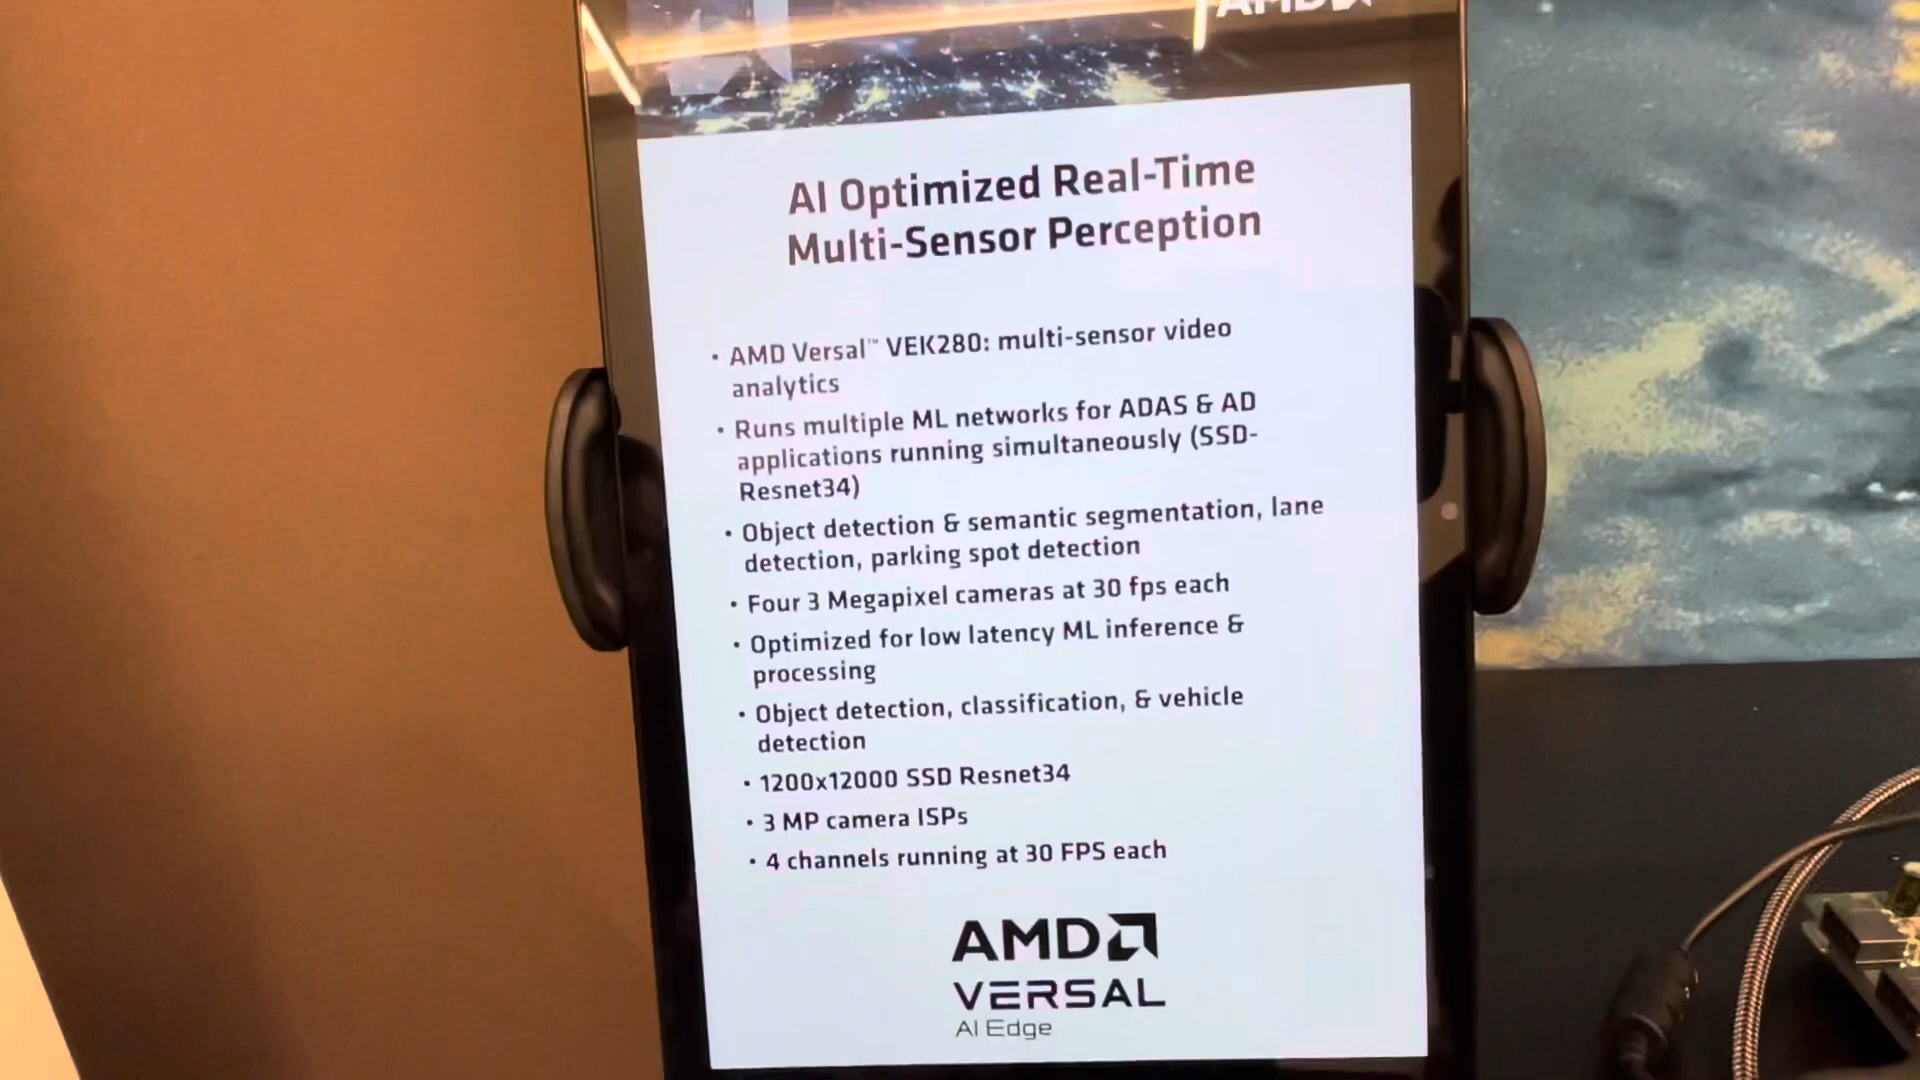 AMD
AI Optimized Real-Time
Multi-Sensor Perception
• AMD Versal™ VEK280: multi-sensor video
analytics
• Runs multiple ML networks for ADAS & AD
applications running simultaneously (SSD-
Resnet34)
• Object detection & semantic segmentation, lane
detection, parking spot detection
• Four 3 Megapixel cameras at 30 fps each
• Optimized for low latency ML inference &
processing
• Object detection, classification, & vehicle
detection
• 1200x12000 SSD Resnet34
• 3 MP camera ISPs
• 4 channels running at 30 FPS each
AMD
VERSAL
AI Edge